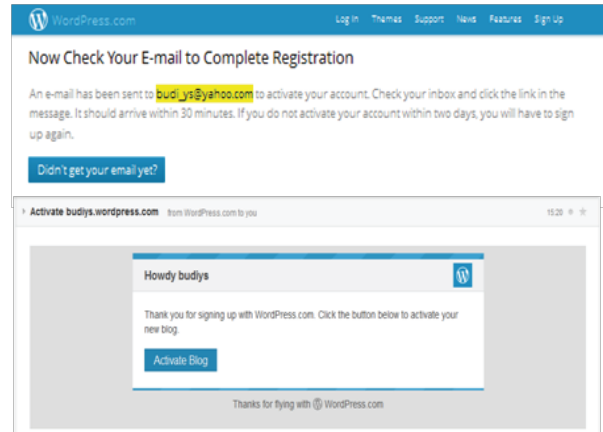 WordPress.com Log In Themes Support News Features Sign Up
Now Check Your E-mail to Complete Registration
An e-mail has been sent to budi_ys@yahoo.com to activate your account. Check your inbox and click the link in the
message. It should arrive within 30 minutes. If you do not activate your account within two days, you will have to sign
up again.
Didn't get your email yet?
Activate budiys.wordpress.com from WordPress.com to you 15:20
Howdy budiys
Thank you for signing up with WordPress.com. Click the button below to activate your
new blog.
Activate Blog
Thanks for flying with WordPress.com